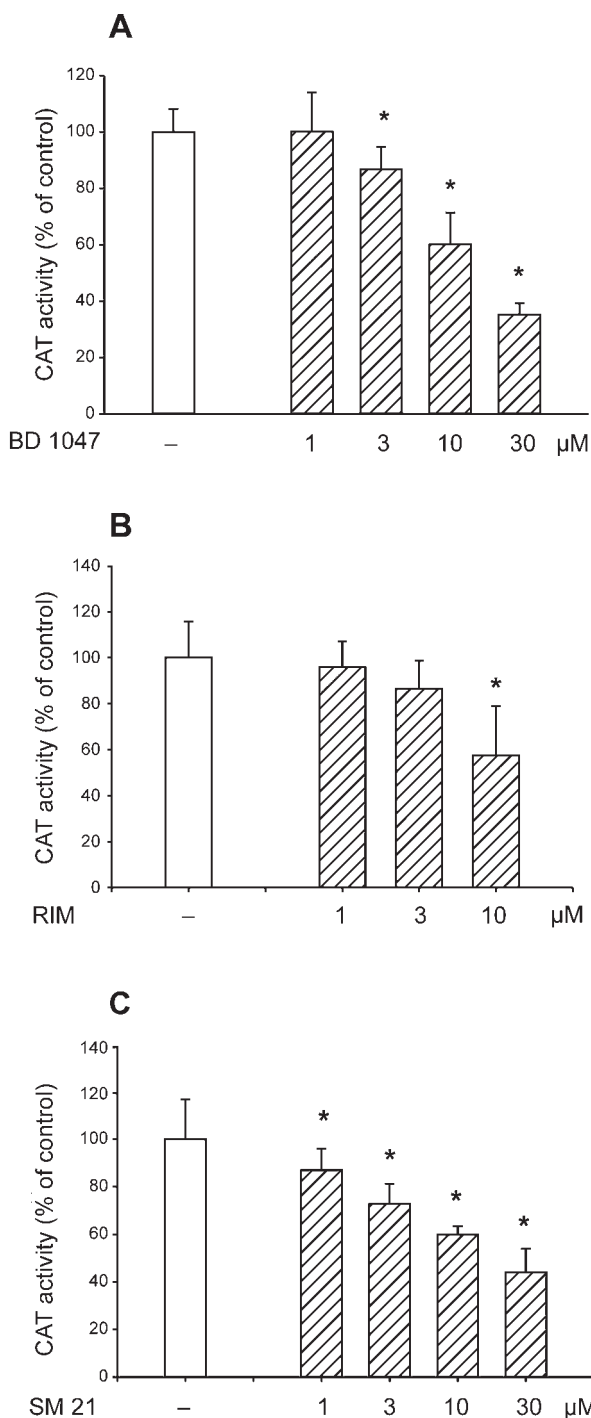 A
CAT activity (% of control)
120
100
80
60
40
20
0
* * *
BD 1047 – 1 3 10 30 µM
B
CAT activity (% of control)
140
120
100
80
60
40
20
0
*
RIM – 1 3 10 µM
C
CAT activity (% of control)
140
120
100
80
60
40
20
0
* * * *
SM 21 – 1 3 10 30 µM